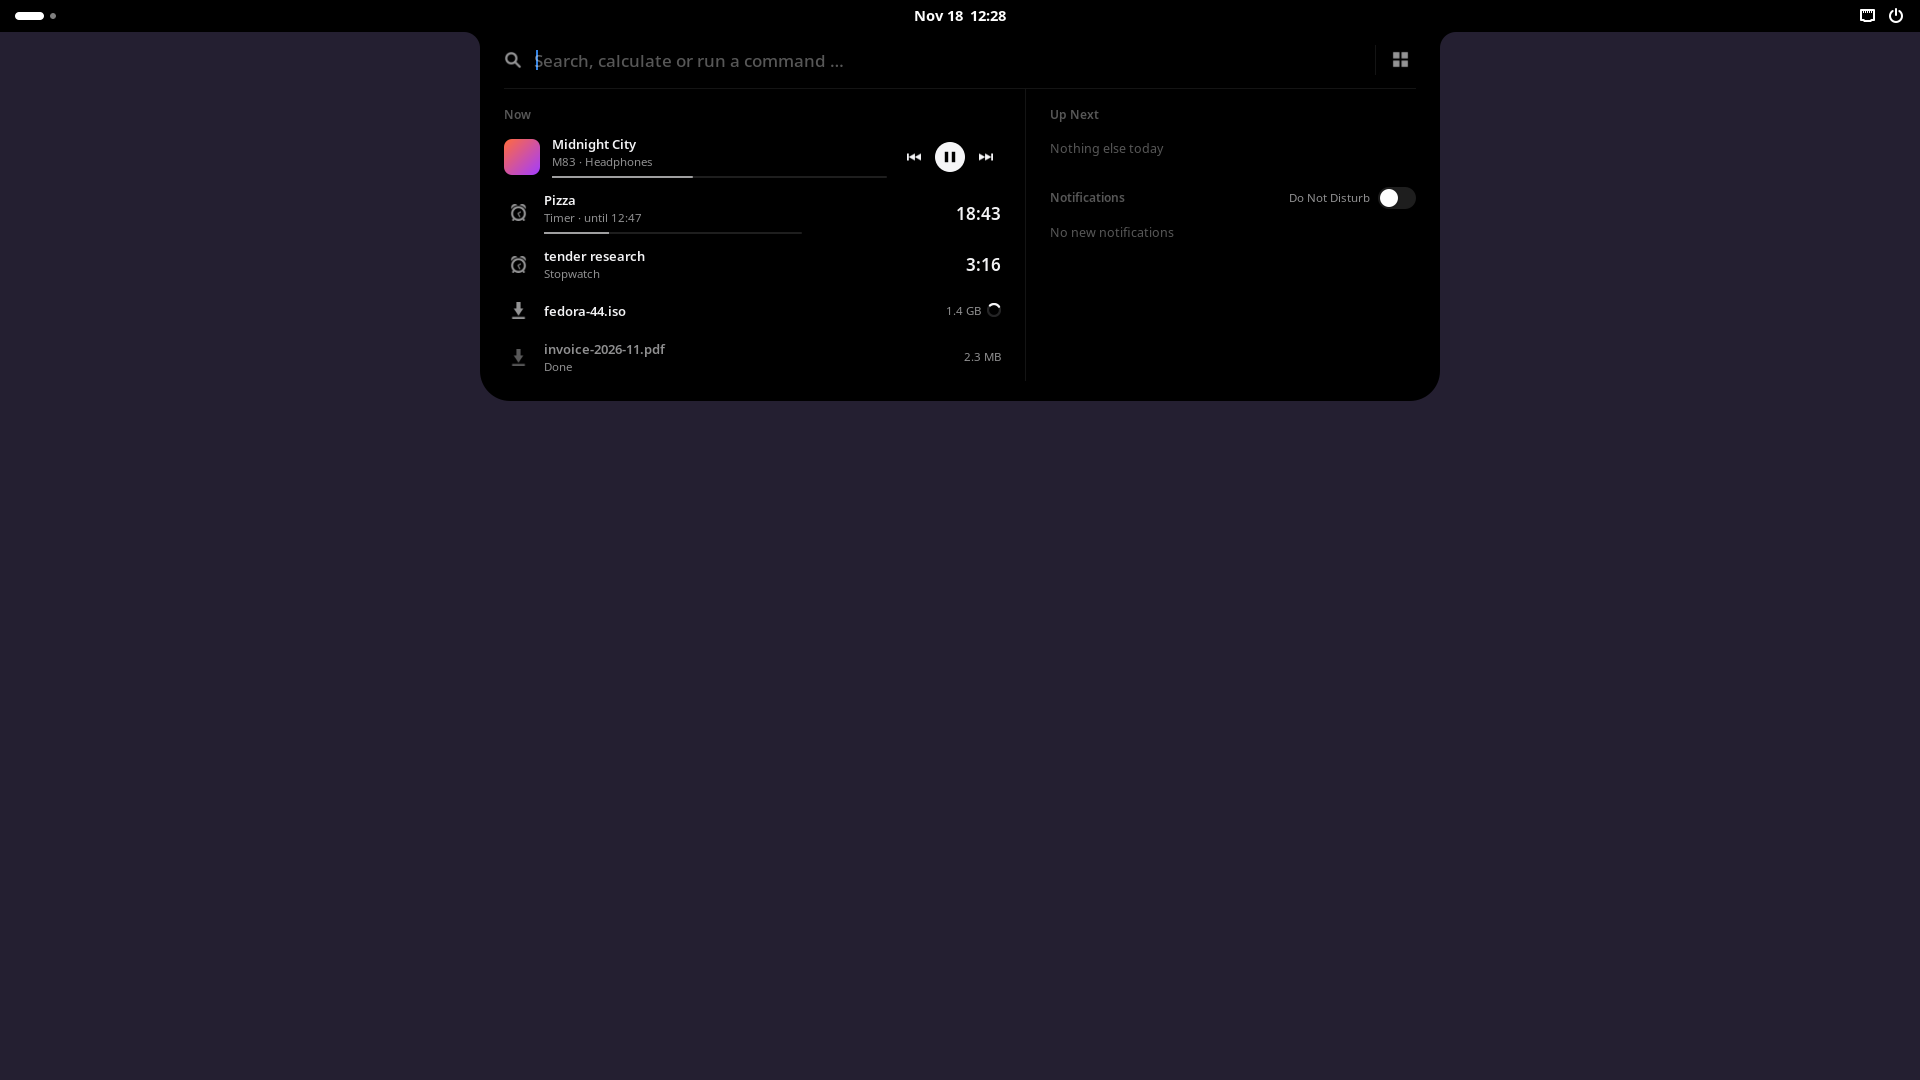 Nov 18 12:28
Search, calculate or run a command ...
Now
Midnight City
M83 · Headphones
Pizza
Timer · until 12:47
18:43
tender research
Stopwatch
3:16
fedora-44.iso
1.4 GB
invoice-2026-11.pdf
Done
2.3 MB
Up Next
Nothing else today
Notifications
Do Not Disturb
No new notifications